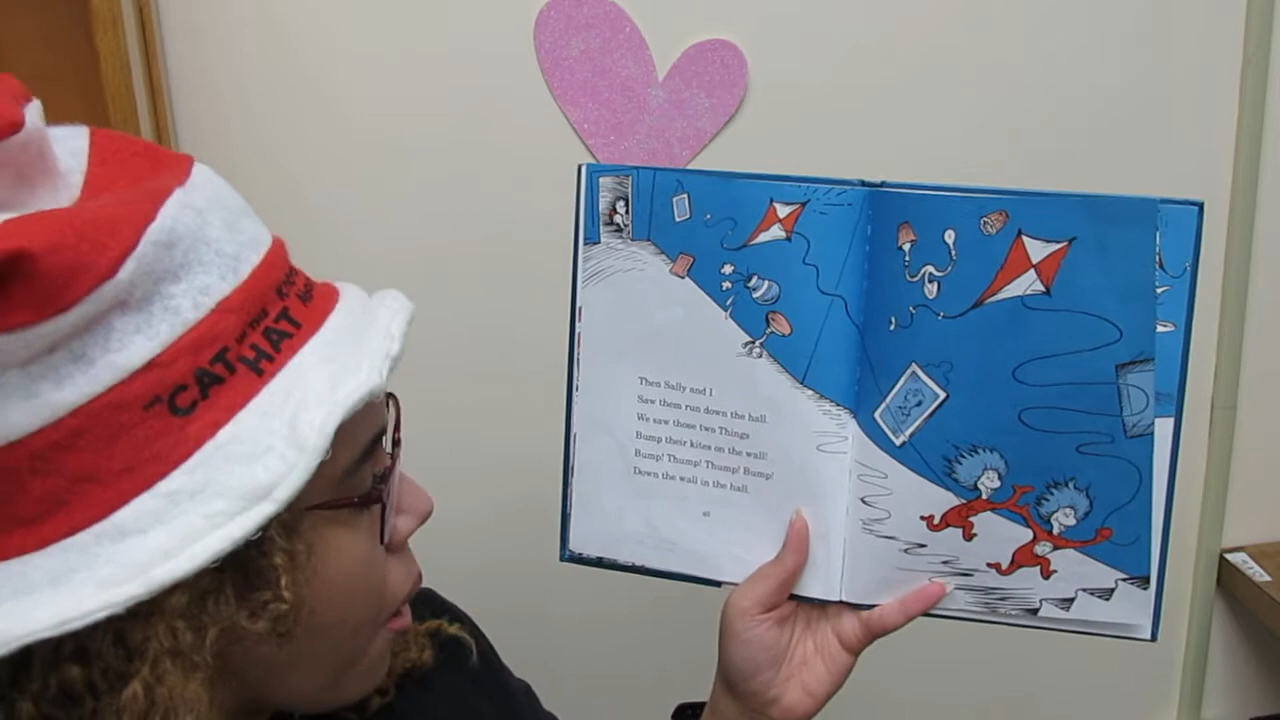 THE CAT IN THE HAT
Then Sally and I
Saw them run down the hall.
We saw those two Things
Bump their kites on the wall!
Bump! Thump! Thump! Bump!
Down the wall in the hall.